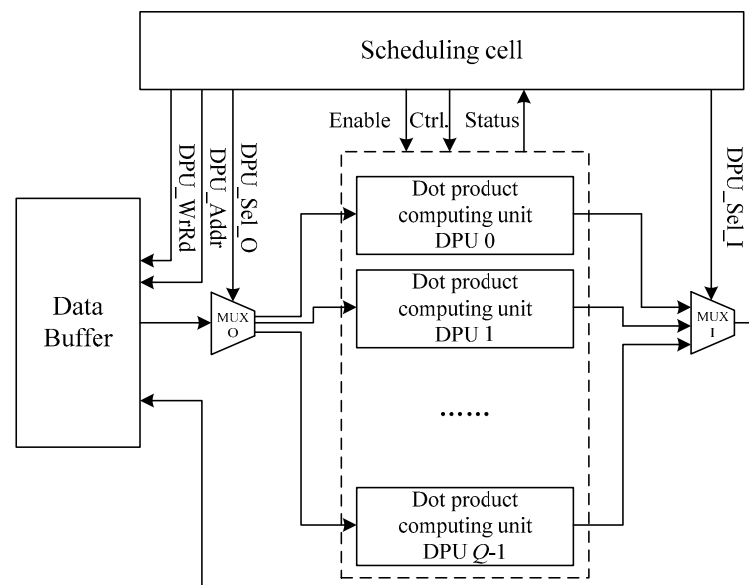 Scheduling cell
Enable
Ctrl.
Status
DPU_WrRd
DPU_Addr
DPU_Sel_O
DPU_Sel_I
Data
Buffer
MUX
O
Dot product
computing unit
DPU 0
Dot product
computing unit
DPU 1
......
Dot product
computing unit
DPU Q-1
MUX
I